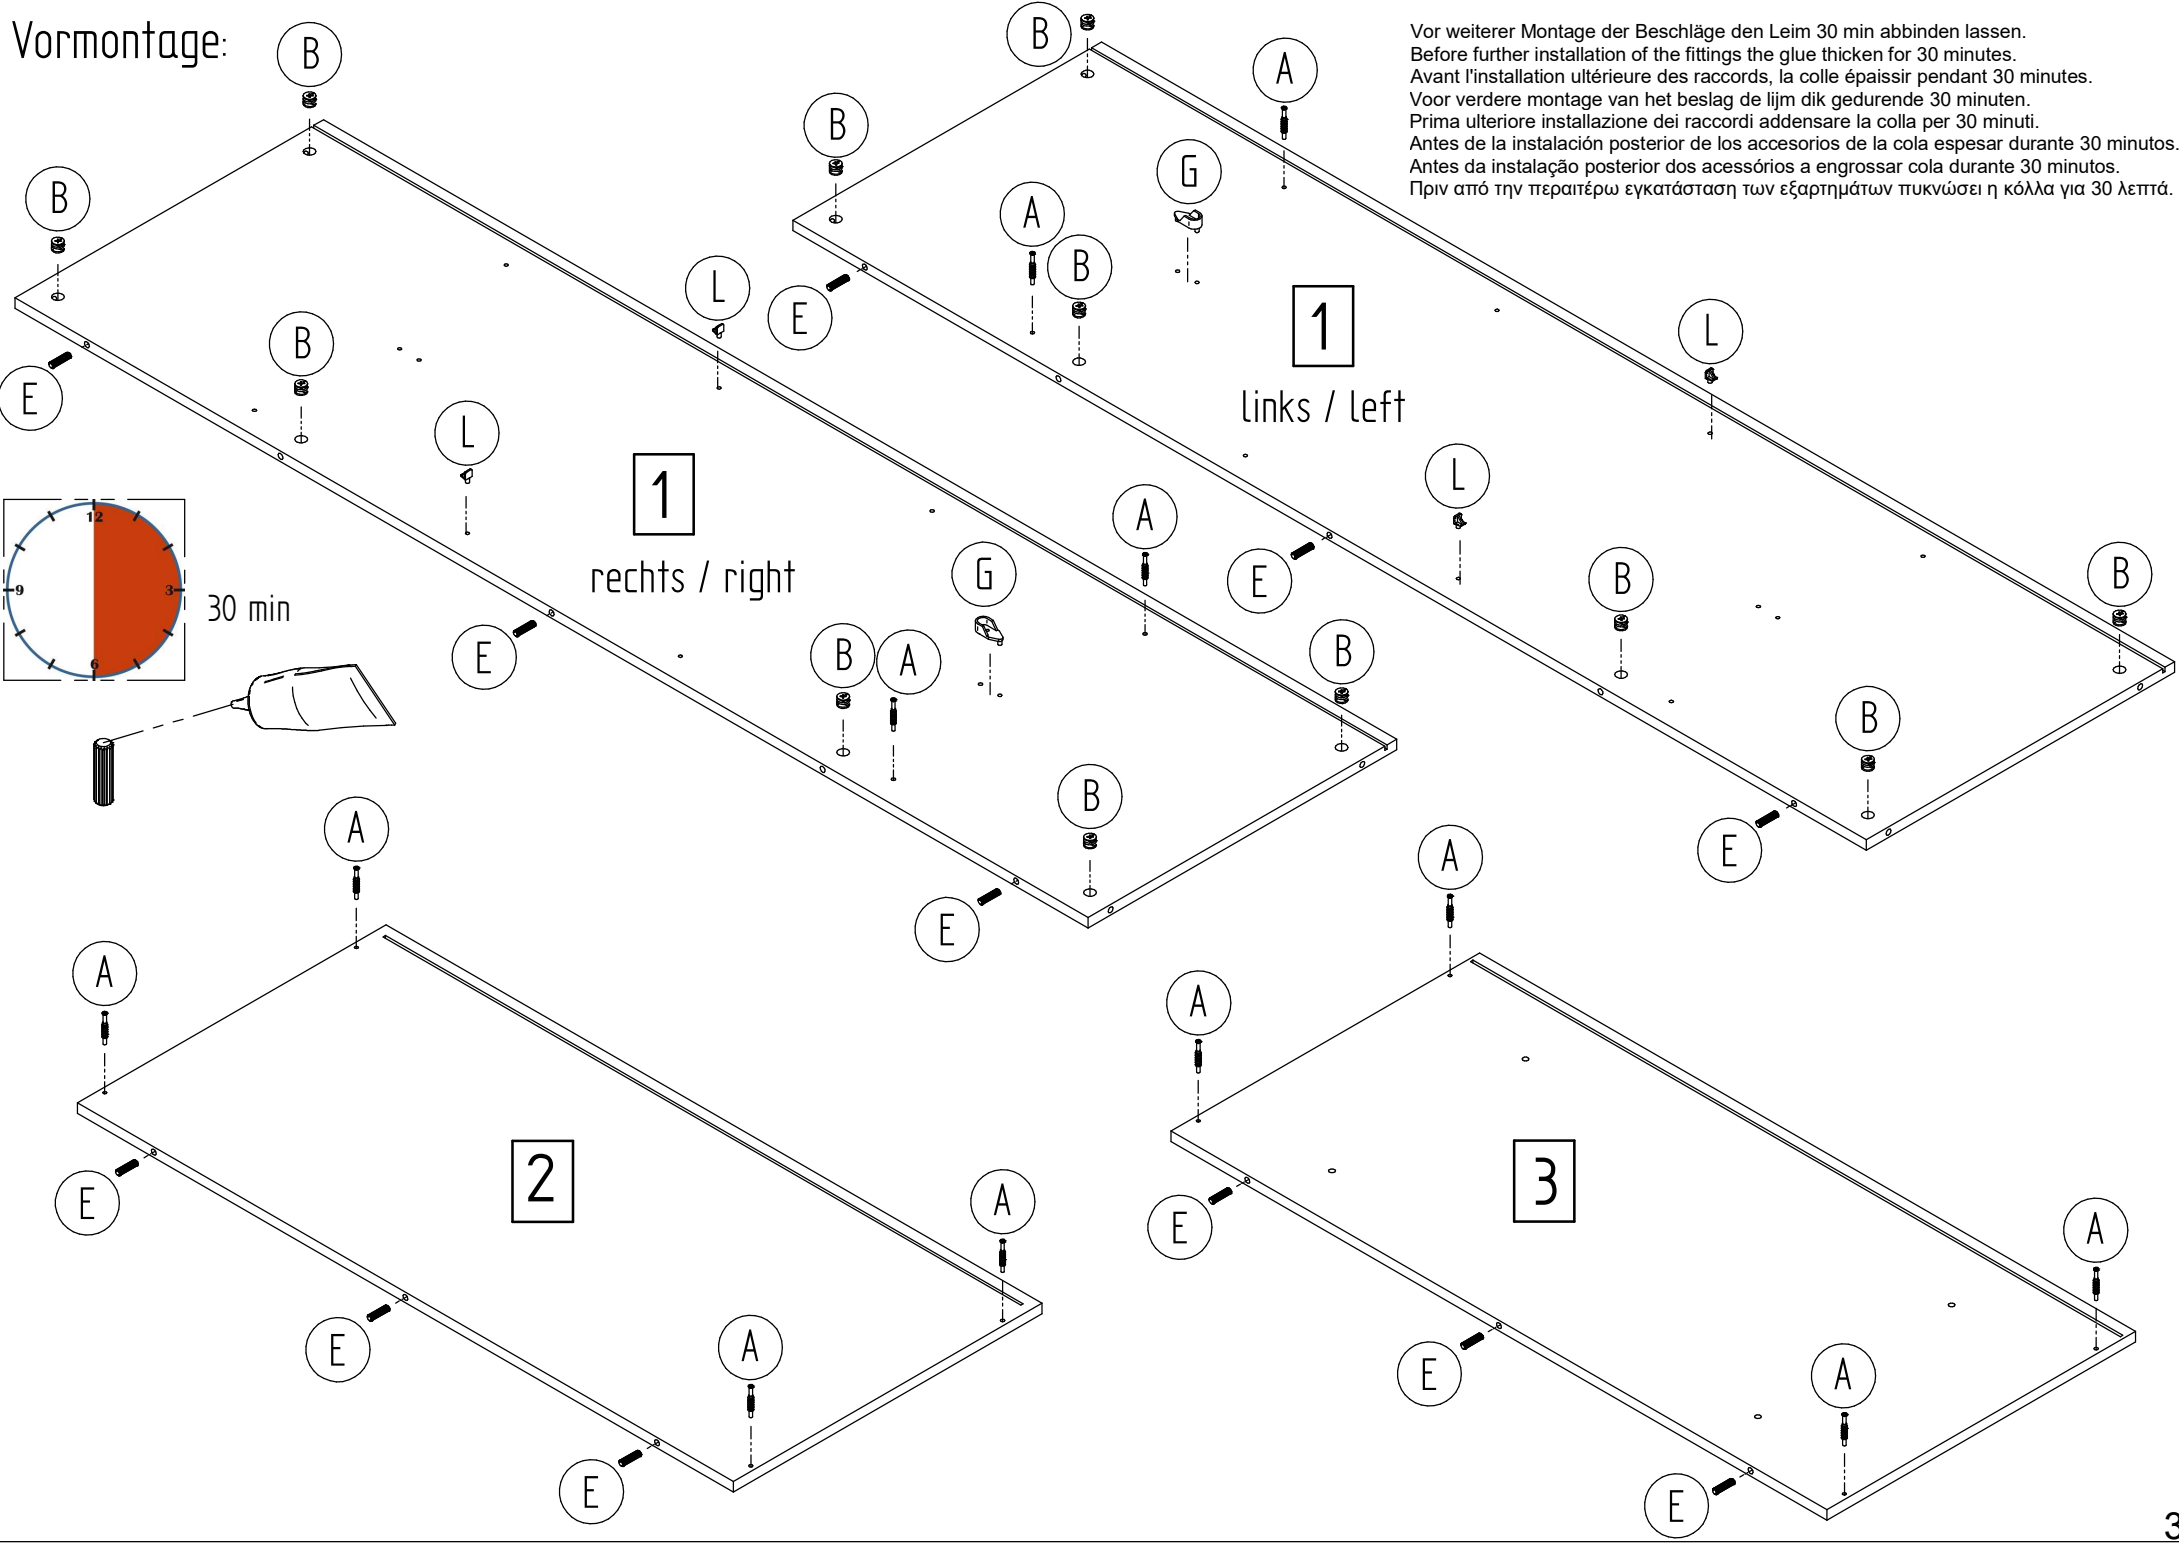 Vormontage:
Vor weiterer Montage der Beschläge den Leim 30 min abbinden lassen.
Before further installation of the fittings the glue thicken for 30 minutes.
Avant l'installation ultérieure des raccords, la colle épaissir pendant 30 minutes.
Voor verdere montage van het beslag de lijm dik gedurende 30 minuten.
Prima ulteriore installazione dei raccordi addensare la colla per 30 minuti.
Antes de la instalación posterior de los accesorios de la cola espesar durante 30 minutos.
Antes da instalação posterior dos acessórios a engrossar cola durante 30 minutos.
Πριν από την περαιτέρω εγκατάσταση των εξαρτημάτων πυκνώσει η κόλλα για 30 λεπτά.
B
B
E
B
L
L
1
rechts / right
E
B
A
A
G
B
B
E
B
B
A
G
A
B
E
1
links / left
L
L
E
B
B
B
E
12
3
6
9
30 min
A
A
E
2
E
A
A
E
A
A
E
3
E
A
A
E
3